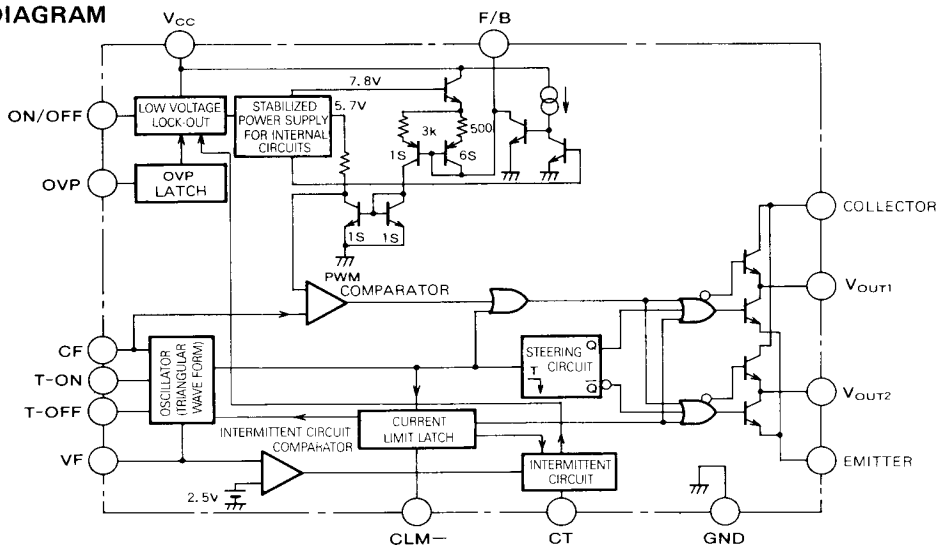 DIAGRAM
VCC
F/B
ON/OFF
LOW VOLTAGE
LOCK-OUT
STABILIZED
POWER SUPPLY
FOR INTERNAL
CIRCUITS
7.8V
5.7V
3k
500
1S
6S
OVP
OVP
LATCH
1S
1S
COLLECTOR
PWM
COMPARATOR
VOUT1
CF
T-ON
T-OFF
OSCILLATOR
(TRIANGULAR
WAVE FORM)
STEERING
CIRCUIT
T
Q
Q̅
VOUT2
INTERMITTENT CIRCUIT
COMPARATOR
CURRENT
LIMIT LATCH
VF
INTERMITTENT
CIRCUIT
EMITTER
2.5V
CLM−
CT
GND